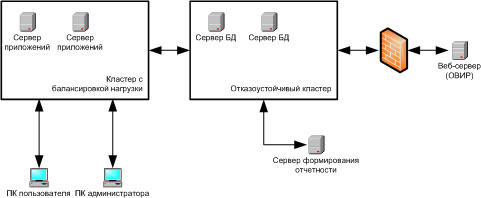 Сервер
приложений
Сервер
приложений
Кластер с
балансировкой нагрузки
Сервер БД
Сервер БД
Отказоустойчивый кластер
Веб-сервер
(ОВИР)
Сервер формирования
отчетности
ПК пользователя
ПК администратора